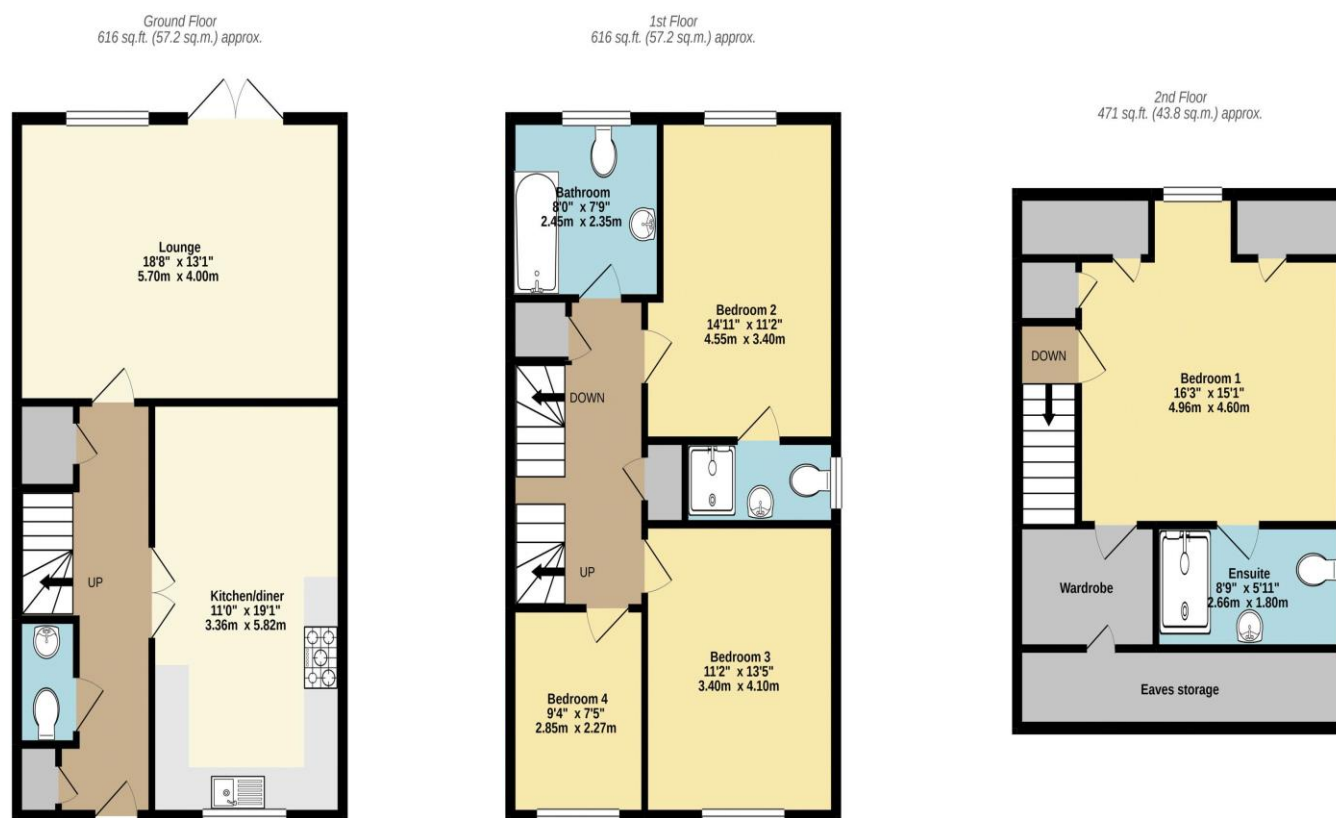 Ground Floor
616 sq.ft. (57.2 sq.m.) approx.
Lounge
18'8" x 13'1"
5.70m x 4.00m
UP
Kitchen/diner
11'0" x 19'1"
3.36m x 5.82m
1st Floor
616 sq.ft. (57.2 sq.m.) approx.
Bathroom
8'0" x 7'9"
2.45m x 2.35m
Bedroom 2
14'11" x 11'2"
4.55m x 3.40m
DOWN
UP
Bedroom 3
11'2" x 13'5"
3.40m x 4.10m
Bedroom 4
9'4" x 7'5"
2.85m x 2.27m
2nd Floor
471 sq.ft. (43.8 sq.m.) approx.
DOWN
Bedroom 1
16'3" x 15'1"
4.96m x 4.60m
Wardrobe
Ensuite
8'9" x 5'11"
2.66m x 1.80m
Eaves storage